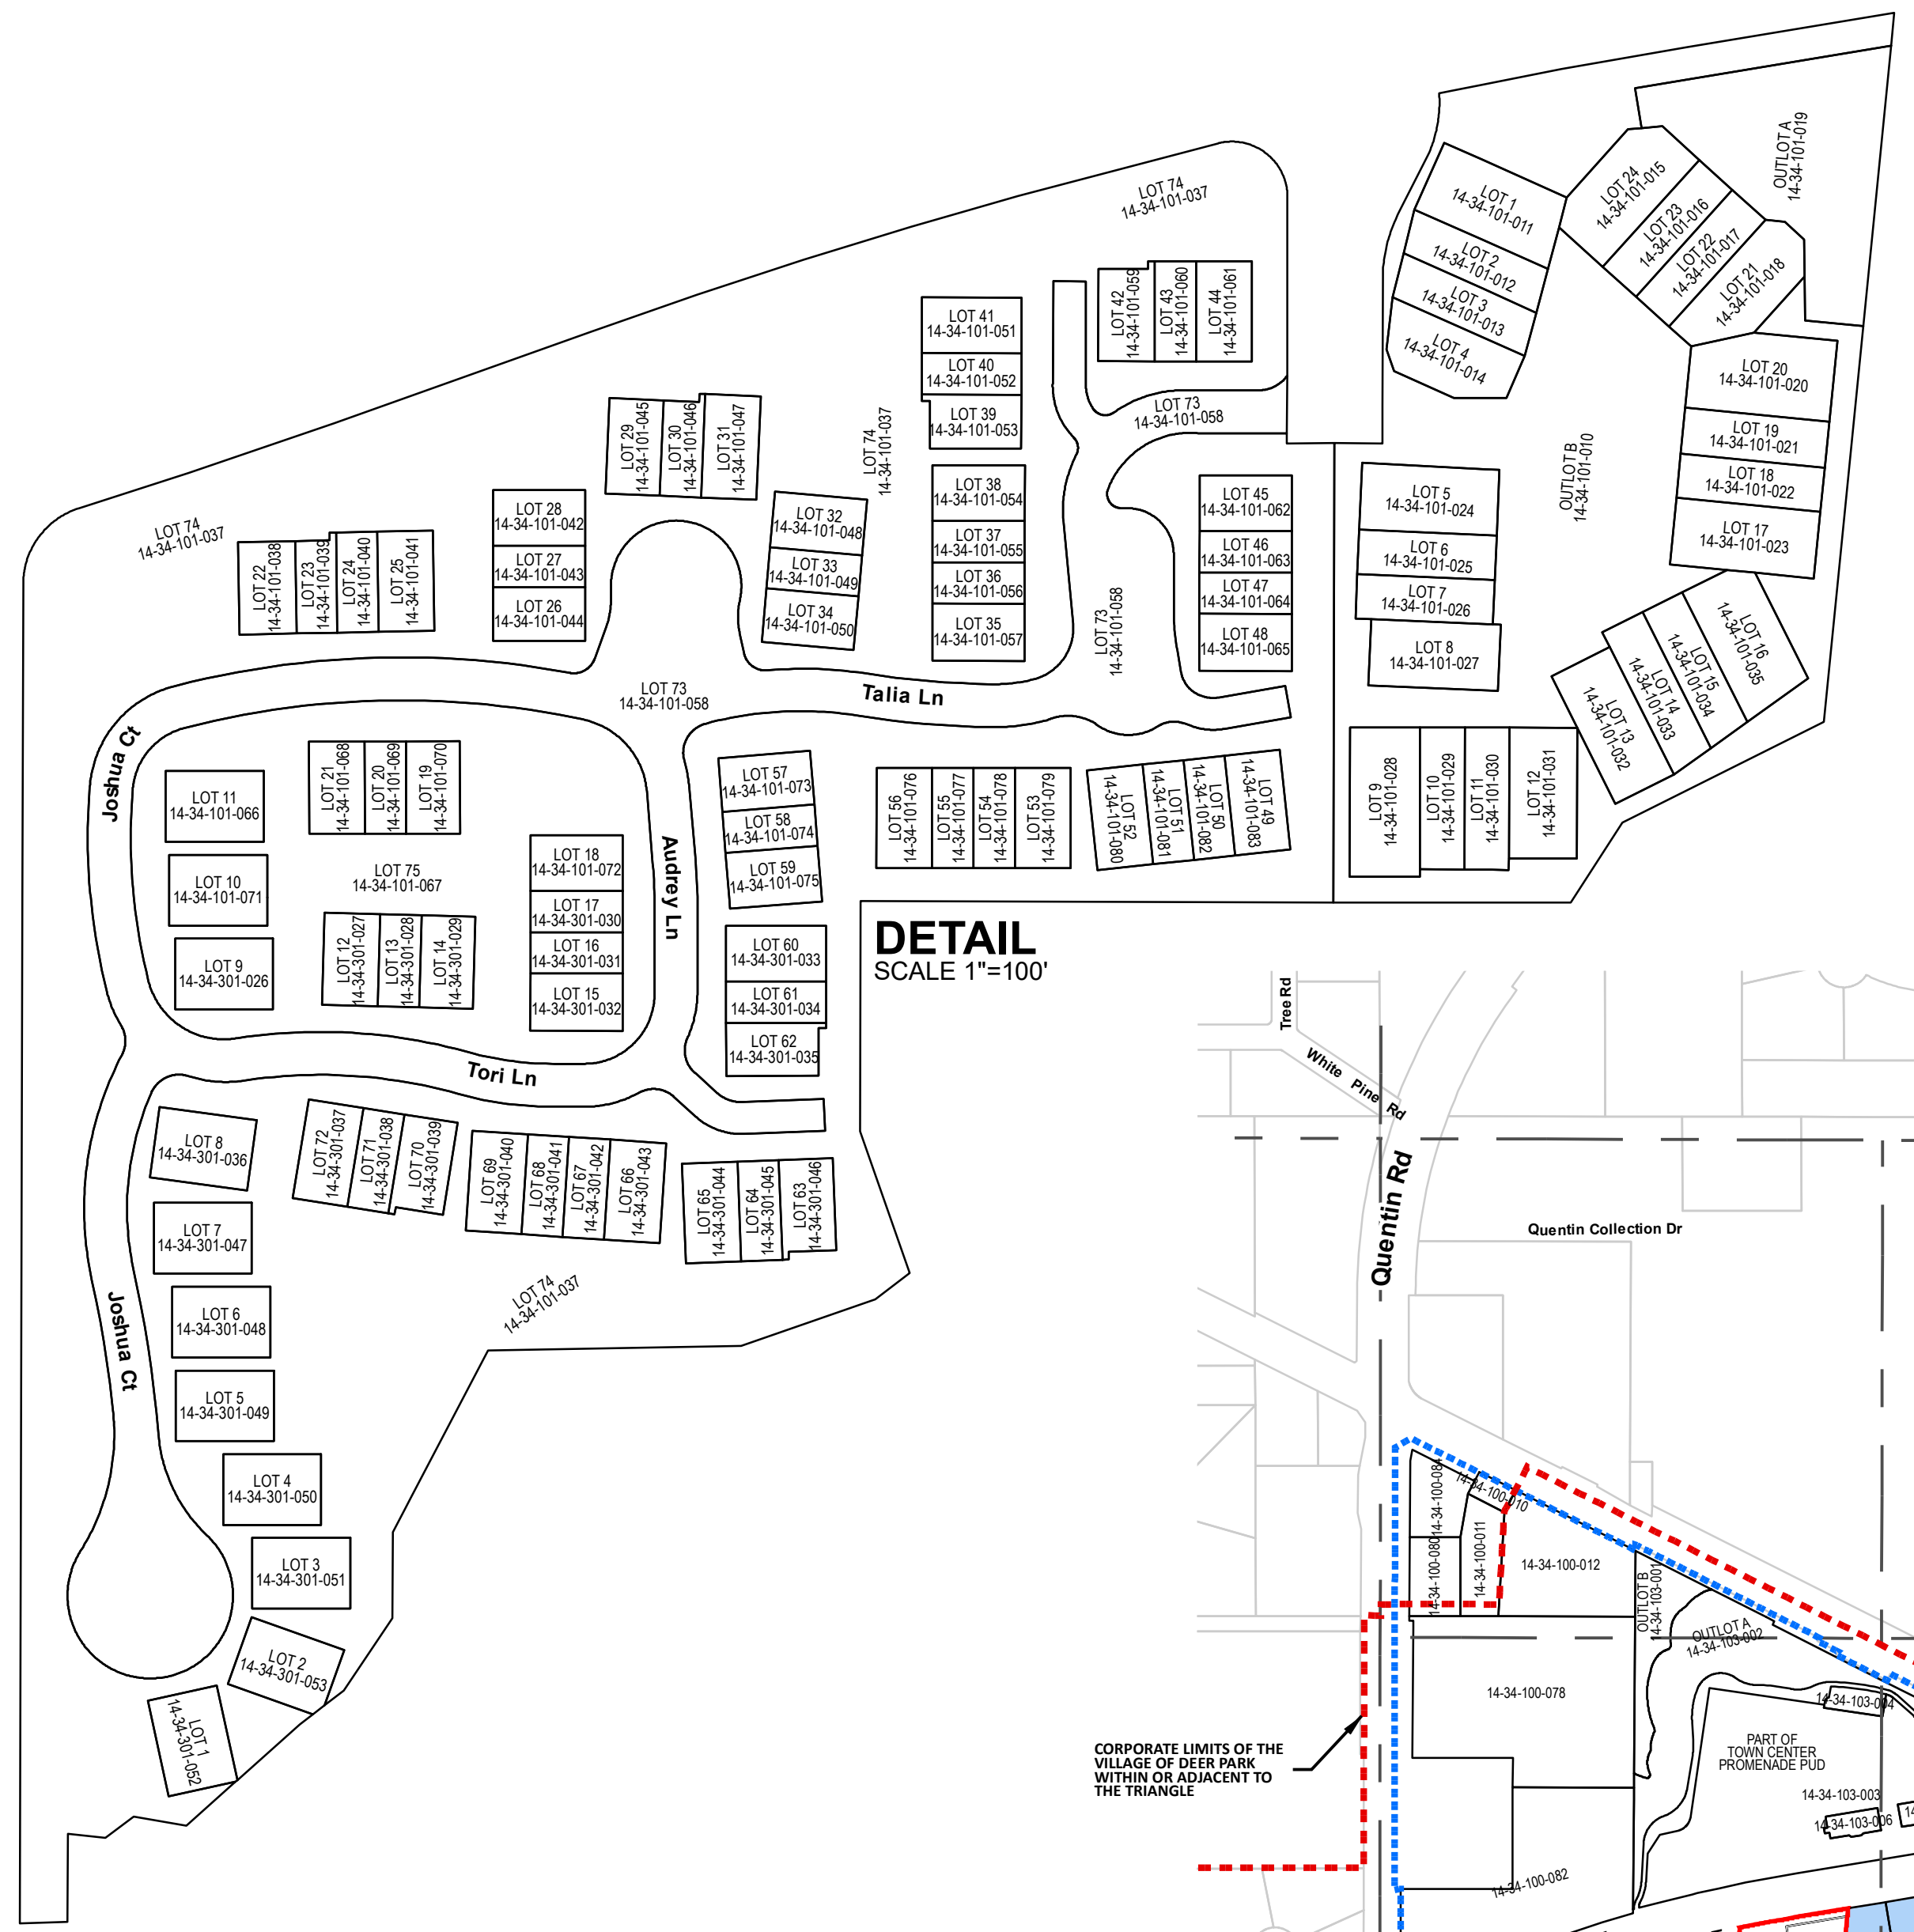 LOT 74
14-34-101-037
OUTLOT A
14-34-101-019
LOT 1
14-34-101-011
LOT 2
14-34-101-012
LOT 3
14-34-101-013
LOT 4
14-34-101-014
LOT 24
14-34-101-015
LOT 23
14-34-101-016
LOT 22
14-34-101-017
LOT 21
14-34-101-018
LOT 20
14-34-101-020
LOT 19
14-34-101-021
LOT 18
14-34-101-022
LOT 17
14-34-101-023
OUTLOT B
14-34-101-010
LOT 42
14-34-101-059
LOT 43
14-34-101-060
LOT 44
14-34-101-061
LOT 41
14-34-101-051
LOT 40
14-34-101-052
LOT 39
14-34-101-053
LOT 73
14-34-101-058
LOT 74
14-34-101-037
LOT 29
14-34-101-045
LOT 30
14-34-101-046
LOT 31
14-34-101-047
LOT 38
14-34-101-054
LOT 37
14-34-101-055
LOT 36
14-34-101-056
LOT 35
14-34-101-057
LOT 45
14-34-101-062
LOT 46
14-34-101-063
LOT 47
14-34-101-064
LOT 48
14-34-101-065
LOT 5
14-34-101-024
LOT 6
14-34-101-025
LOT 7
14-34-101-026
LOT 8
14-34-101-027
LOT 74
14-34-101-037
LOT 28
14-34-101-042
LOT 27
14-34-101-043
LOT 26
14-34-101-044
LOT 32
14-34-101-048
LOT 33
14-34-101-049
LOT 34
14-34-101-050
LOT 22
14-34-101-038
LOT 23
14-34-101-039
LOT 24
14-34-101-040
LOT 25
14-34-101-041
LOT 73
14-34-101-058
LOT 73
14-34-101-058
Talia Ln
LOT 16
14-34-101-035
LOT 15
14-34-101-034
LOT 14
14-34-101-033
LOT 13
14-34-101-032
LOT 9
14-34-101-028
LOT 10
14-34-101-029
LOT 11
14-34-101-030
LOT 12
14-34-101-031
Joshua Ct
LOT 11
14-34-101-066
LOT 21
14-34-101-068
LOT 20
14-34-101-069
LOT 19
14-34-101-070
LOT 57
14-34-101-073
LOT 58
14-34-101-074
LOT 59
14-34-101-075
LOT 56
14-34-101-076
LOT 55
14-34-101-077
LOT 54
14-34-101-078
LOT 53
14-34-101-079
LOT 52
14-34-101-080
LOT 51
14-34-101-081
LOT 50
14-34-101-082
LOT 49
14-34-101-083
LOT 10
14-34-101-071
LOT 75
14-34-101-067
LOT 18
14-34-101-072
LOT 17
14-34-301-030
LOT 16
14-34-301-031
LOT 15
14-34-301-032
Audrey Ln
LOT 9
14-34-301-026
LOT 12
14-34-301-027
LOT 13
14-34-301-028
LOT 14
14-34-301-029
LOT 60
14-34-301-033
LOT 61
14-34-301-034
LOT 62
14-34-301-035
DETAIL
SCALE 1"=100'
Tori Ln
LOT 8
14-34-301-036
LOT 72
14-34-301-037
LOT 71
14-34-301-038
LOT 70
14-34-301-039
LOT 69
14-34-301-040
LOT 68
14-34-301-041
LOT 67
14-34-301-042
LOT 66
14-34-301-043
LOT 65
14-34-301-044
LOT 64
14-34-301-045
LOT 63
14-34-301-046
LOT 7
14-34-301-047
LOT 74
14-34-101-037
Joshua Ct
LOT 6
14-34-301-048
LOT 5
14-34-301-049
LOT 4
14-34-301-050
LOT 3
14-34-301-051
LOT 2
14-34-301-053
LOT 1
14-34-301-052
Tree Rd
White Pine Rd
Quentin Rd
Quentin Collection Dr
14-34-100-084
14-34-100-010
14-34-100-080
14-34-100-011
14-34-100-012
OUTLOT B
14-34-103-001
OUTLOT A
14-34-103-002
14-34-100-078
14-34-103-004
PART OF
TOWN CENTER
PROMENADE PUD
14-34-103-003
14-34-103-006
14-34-100-082
CORPORATE LIMITS OF THE
VILLAGE OF DEER PARK
WITHIN OR ADJACENT TO
THE TRIANGLE